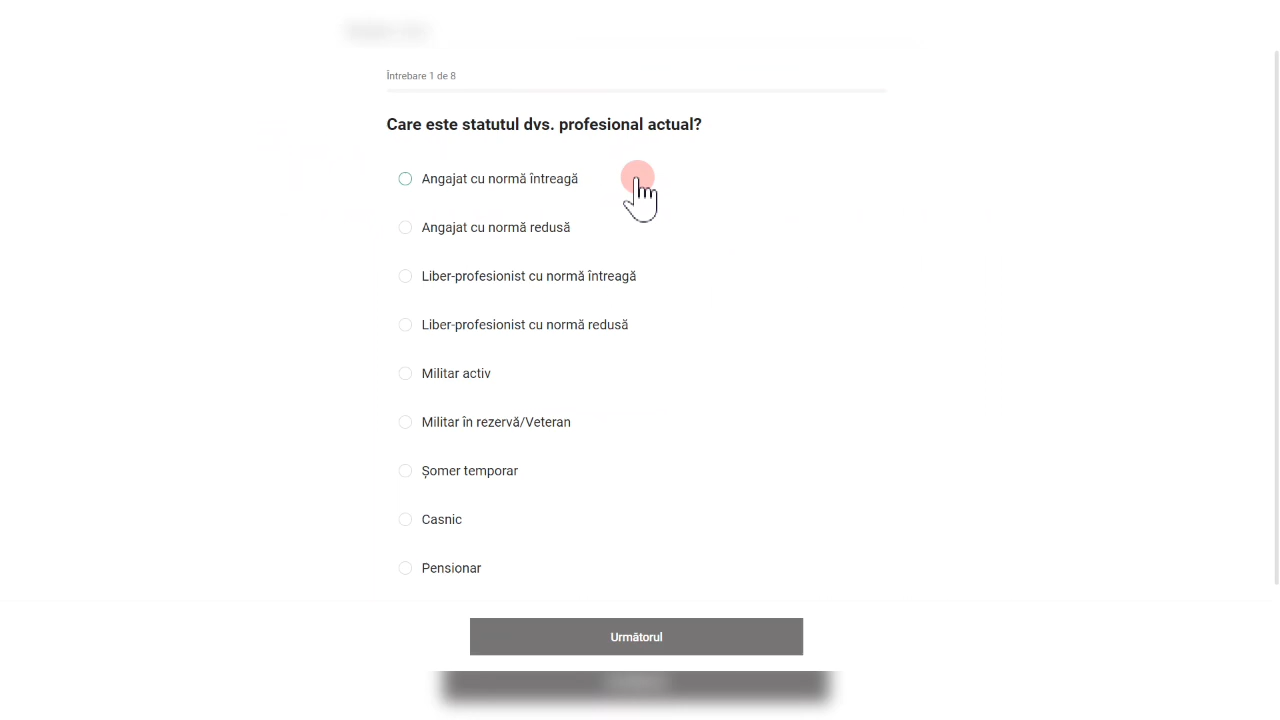 Întrebare 1 de 8
Care este statutul dvs. profesional actual?
Angajat cu normă întreagă
Angajat cu normă redusă
Liber-profesionist cu normă întreagă
Liber-profesionist cu normă redusă
Militar activ
Militar în rezervă/Veteran
Șomer temporar
Casnic
Pensionar
Următorul